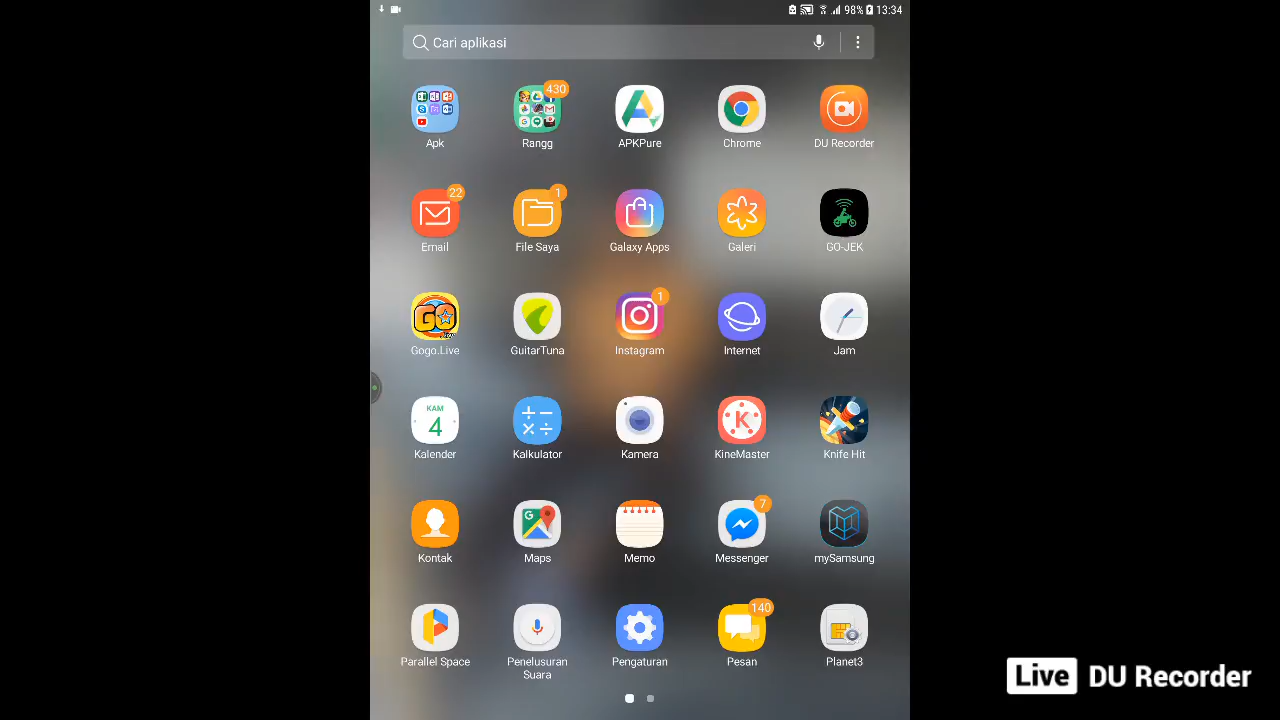 98% 13:34
Cari aplikasi
430
Apk Rangg APKPure Chrome DU Recorder
22 1
Email File Saya Galaxy Apps Galeri GO-JEK
GO 1
Gogo.Live GuitarTuna Instagram Internet Jam
KAM
4 K
Kalender Kalkulator Kamera KineMaster Knife Hit
G 7
Kontak Maps Memo Messenger mySamsung
140
Parallel Space Penelusuran Suara Pengaturan Pesan Planet3
Live DU Recorder